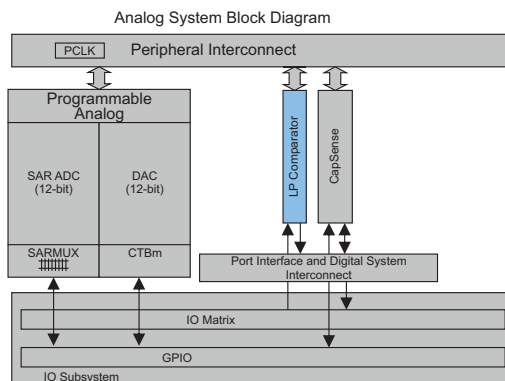 Analog System Block Diagram
PCLK
Peripheral Interconnect
Programmable
Analog
SAR ADC
(12-bit)
DAC
(12-bit)
LP Comparator
CapSense
SARMUX
CTBm
Port Interface and Digital System
Interconnect
IO Matrix
GPIO
IO Subsystem